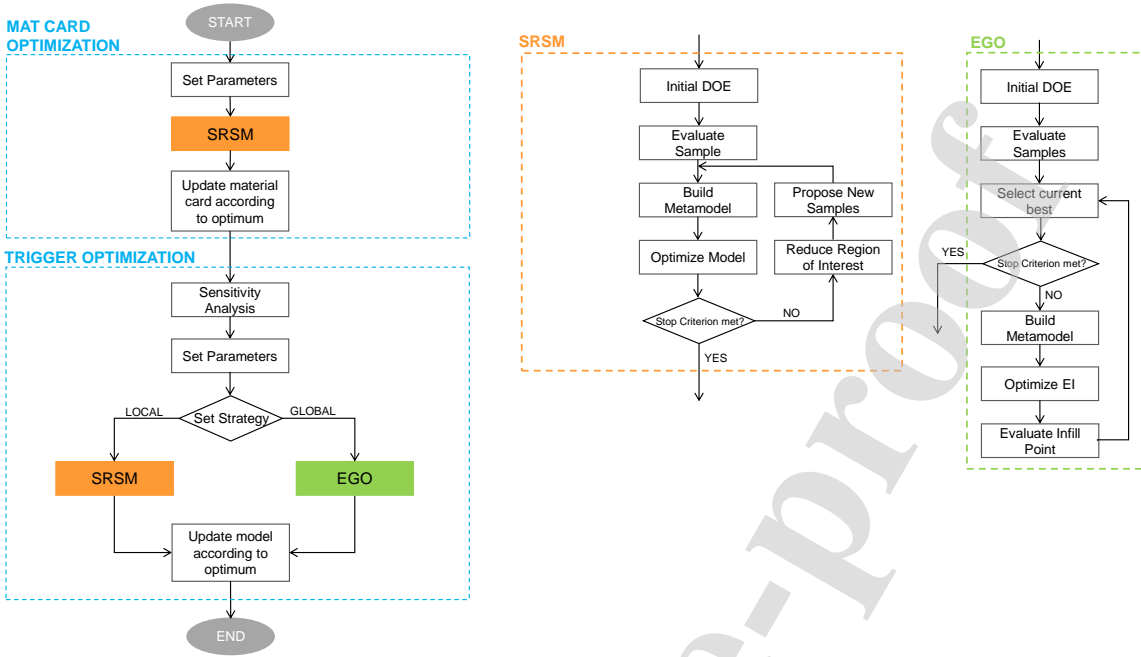 START
MAT CARD
OPTIMIZATION
Set Parameters
SRSM
Update material
card according
to optimum
TRIGGER OPTIMIZATION
Sensitivity
Analysis
Set Parameters
LOCAL
Set Strategy
GLOBAL
SRSM
EGO
Update model
according to
optimum
END
SRSM
Initial DOE
Evaluate
Sample
Build
Metamodel
Propose New
Samples
Optimize Model
Reduce Region
of Interest
Stop Criterion met?
NO
YES
EGO
Initial DOE
Evaluate
Samples
Select current
best
YES
Stop Criterion met?
NO
Build
Metamodel
Optimize EI
Evaluate Infill
Point
-proof